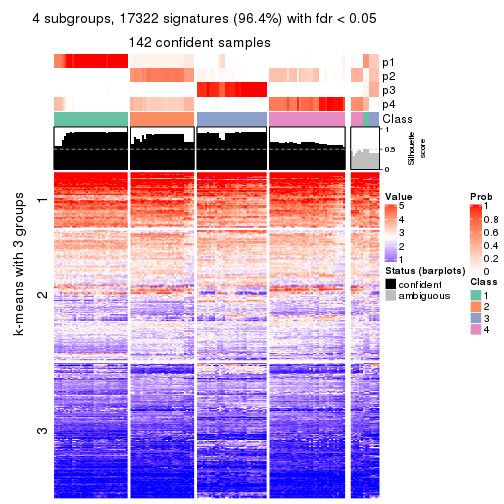 4 subgroups, 17322 signatures (96.4%) with fdr < 0.05
142 confident samples
p1
p2
p3
p4
Class
1
0.5
0
Silhouette
score
k-means with 3 groups
1
2
3
Value
5
4
3
2
1
Status (barplots)
confident
ambiguous
Prob
1
0.8
0.6
0.4
0.2
0
Class
1
2
3
4